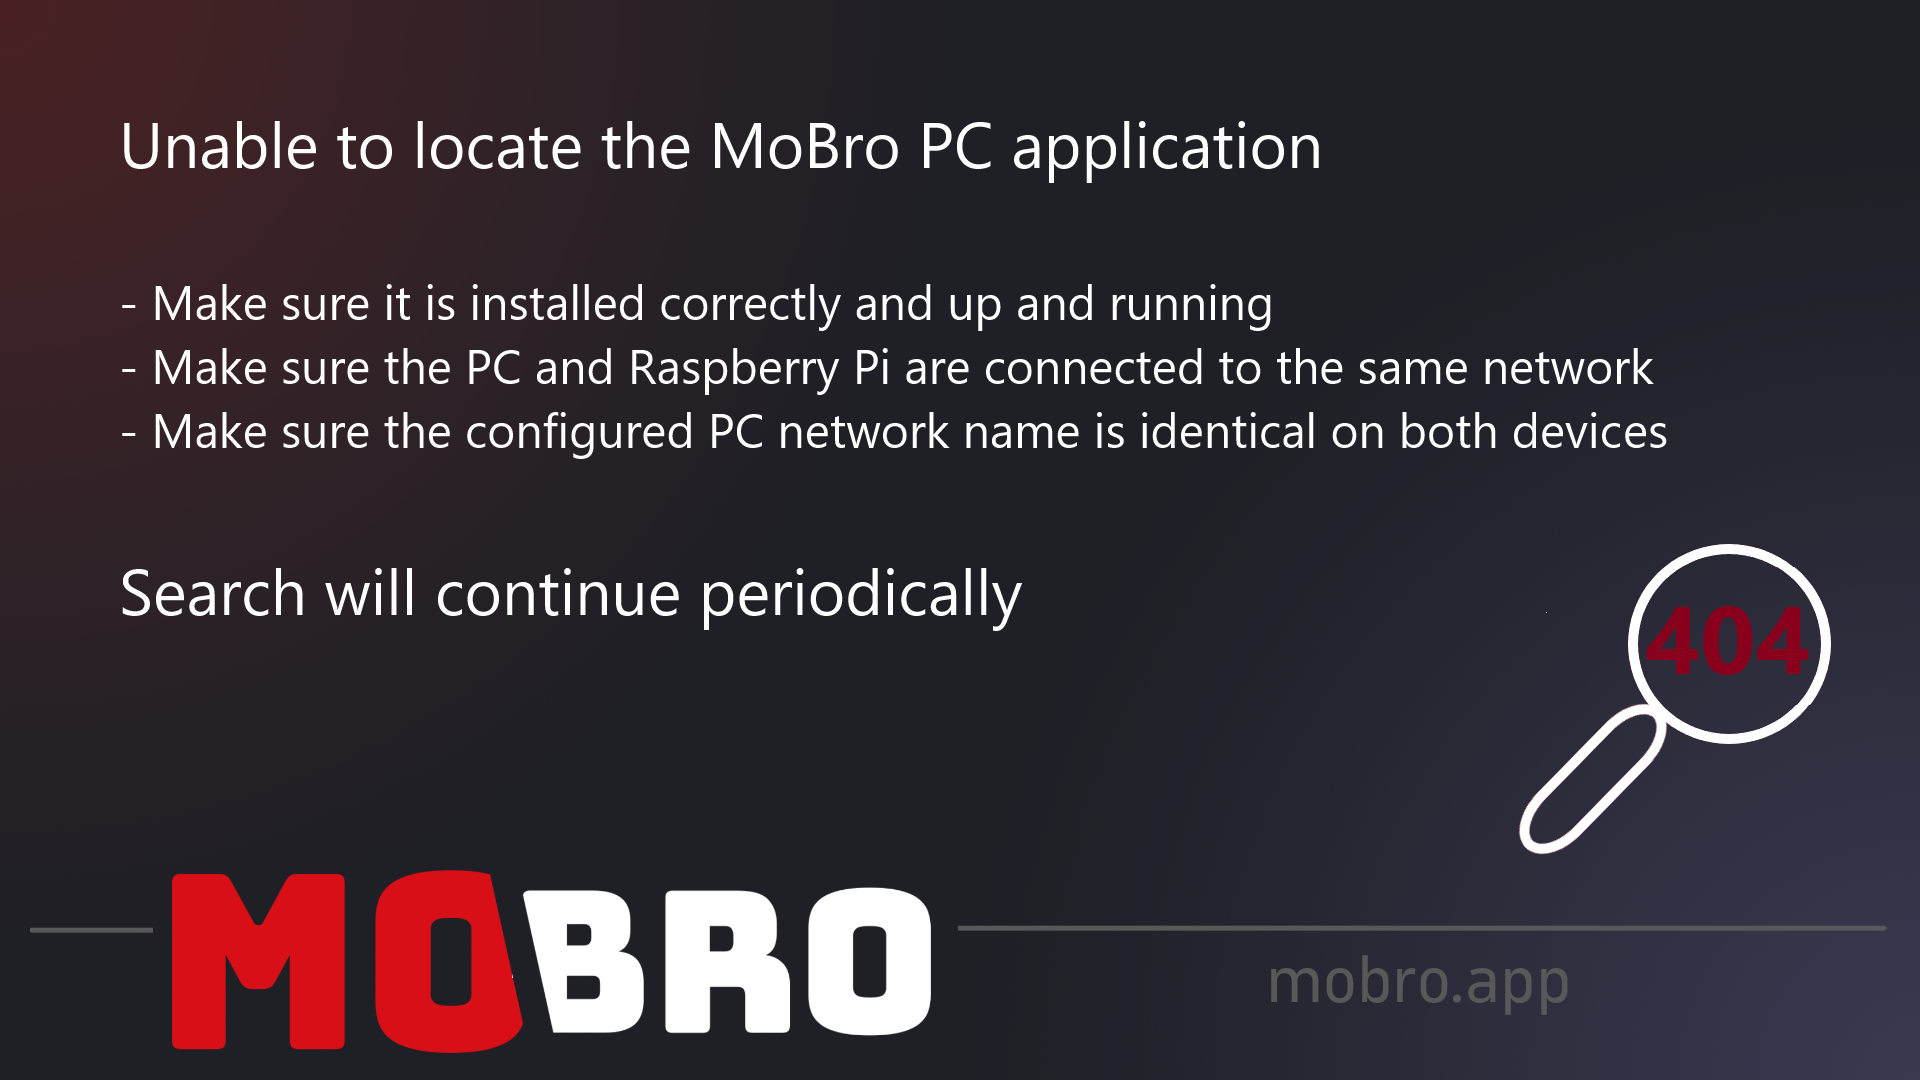 Unable to locate the MoBro PC application
- Make sure it is installed correctly and up and running
- Make sure the PC and Raspberry Pi are connected to the same network
- Make sure the configured PC network name is identical on both devices
Search will continue periodically
404
MOBRO
mobro.app